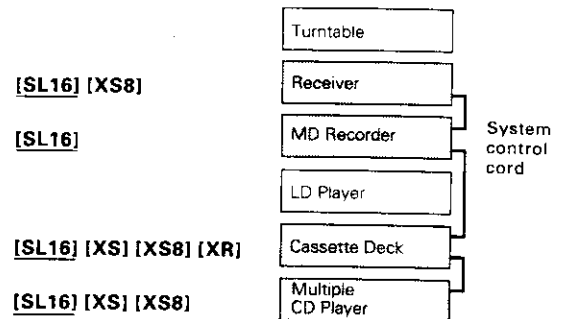 Turntable
[SL16] [XS8]
Receiver
[SL16]
MD Recorder
System
control
cord
LD Player
[SL16] [XS] [XS8] [XR]
Cassette Deck
[SL16] [XS] [XS8]
Multiple
CD Player